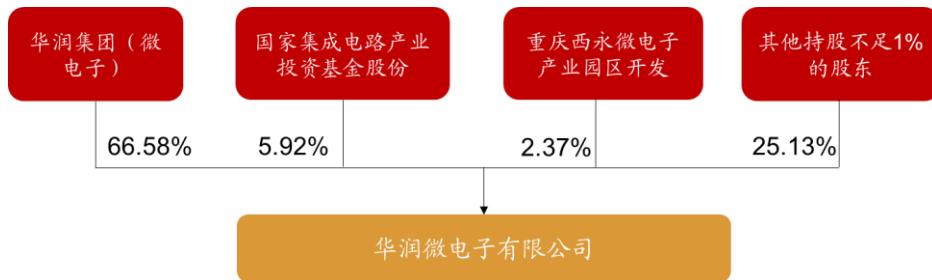 华润集团（微
电子）
国家集成电路产业
投资基金股份
重庆西永微电子
产业园区开发
其他持股不足1%
的股东
66.58%
5.92%
2.37%
25.13%
华润微电子有限公司